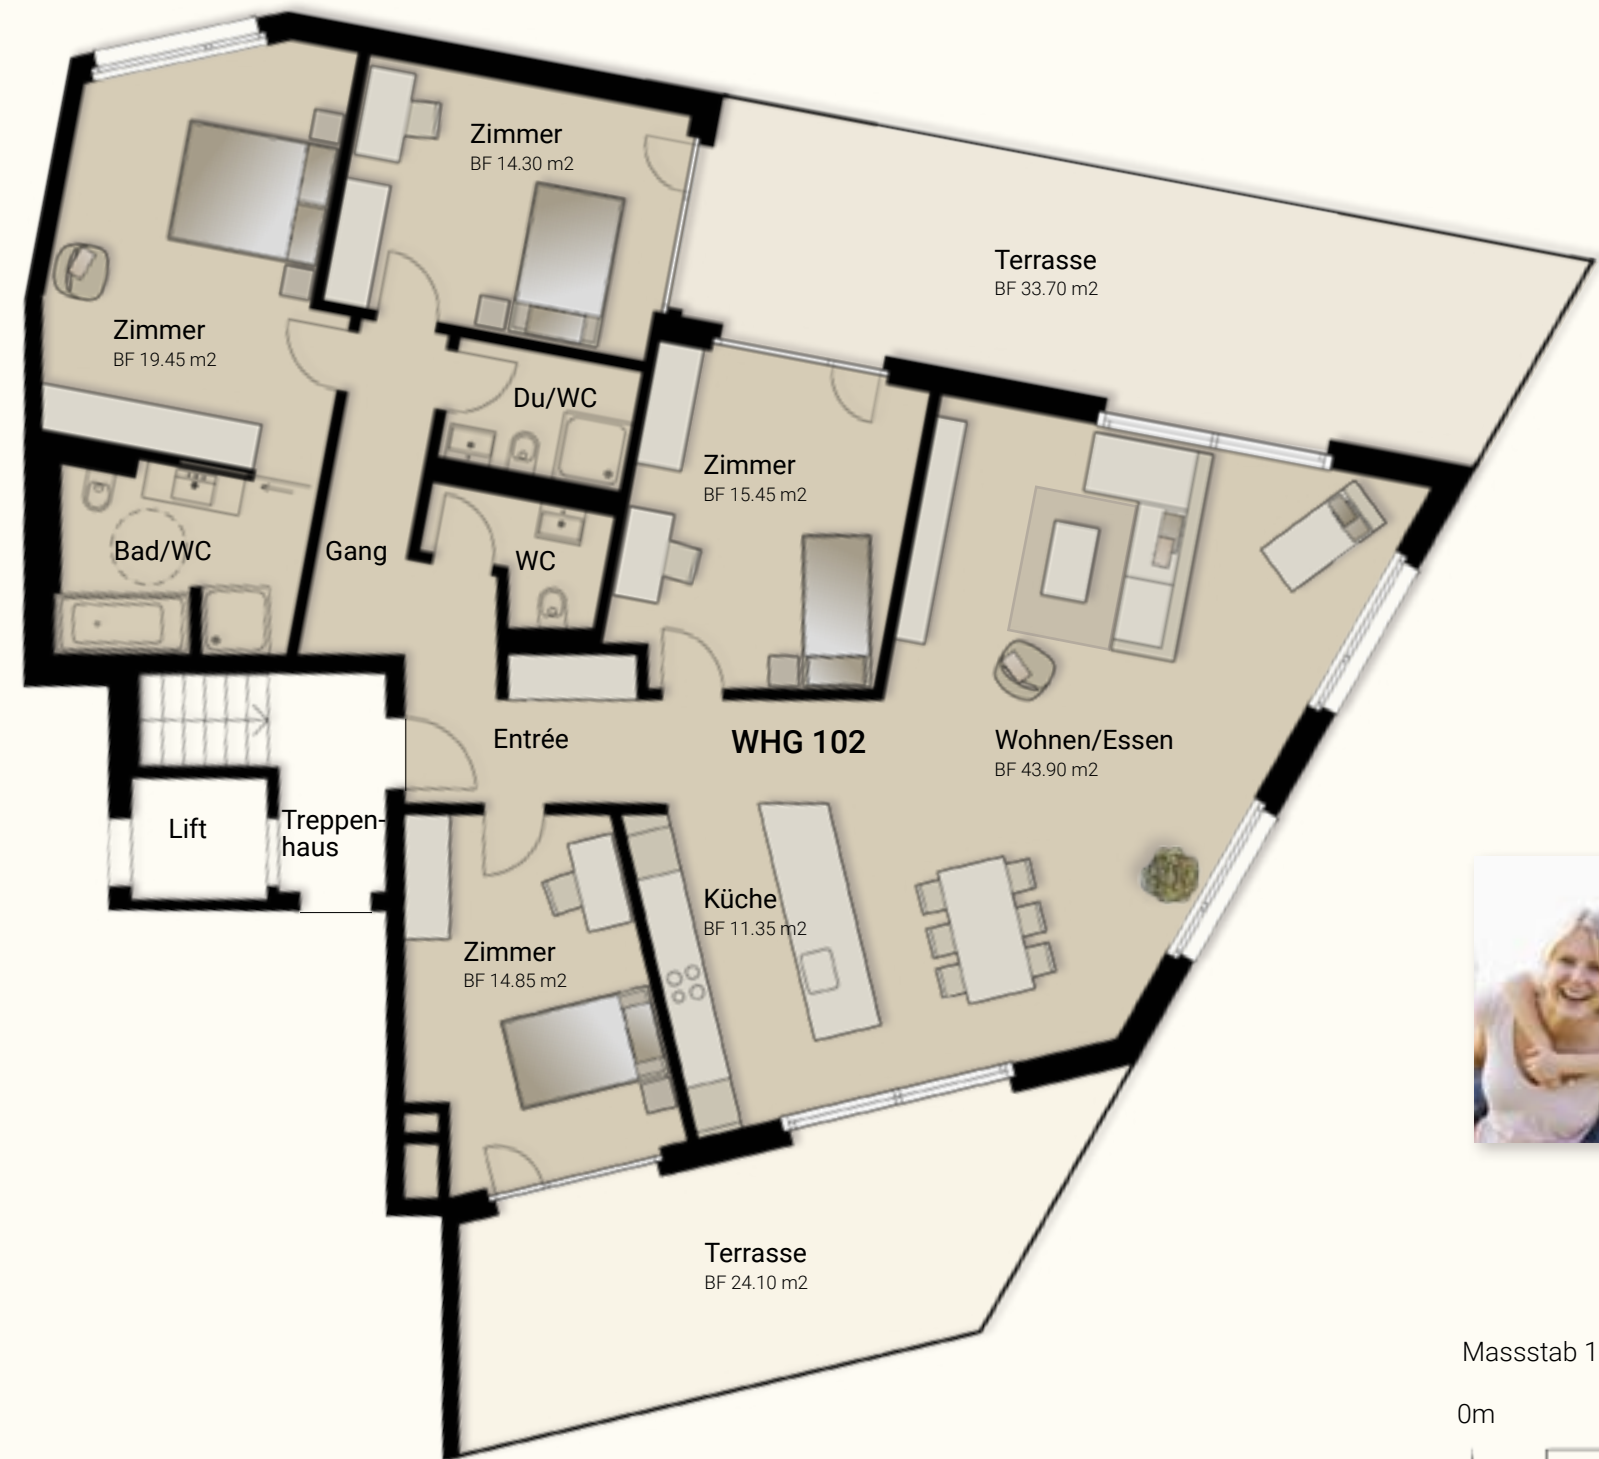 Zimmer
BF 14.30 m2
Terrasse
BF 33.70 m2
Zimmer
BF 19.45 m2
Du/WC
Zimmer
BF 15.45 m2
Bad/WC
Gang
WC
Entrée
WHG 102
Wohnen/Essen
BF 43.90 m2
Lift
Treppen-
haus
Küche
BF 11.35 m2
Zimmer
BF 14.85 m2
Terrasse
BF 24.10 m2
Massstab 1
0m